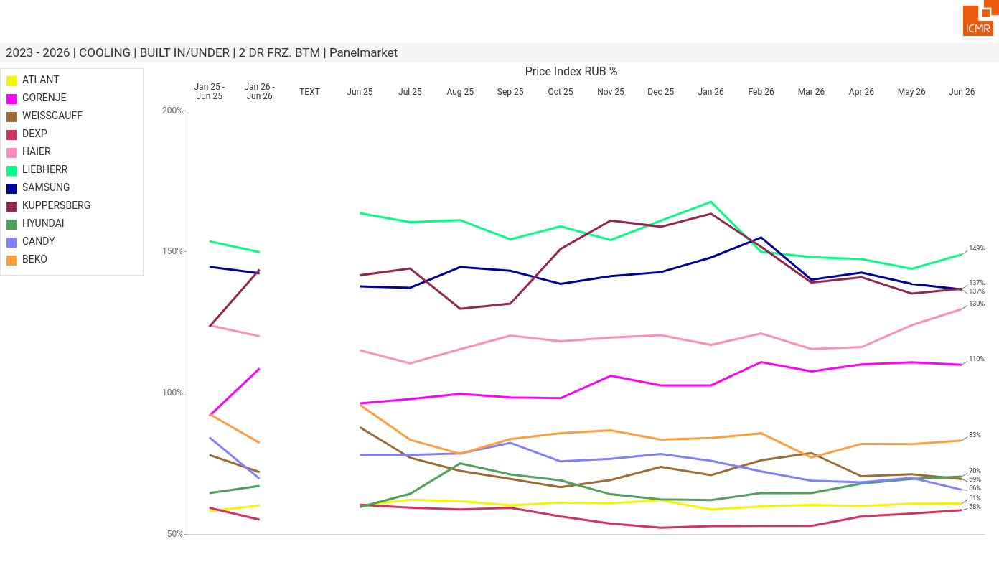 ICMR
2023 - 2026 | COOLING | BUILT IN/UNDER | 2 DR FRZ. BTM | Panelmarket
Price Index RUB %
ATLANT
GORENJE
WEISSGAUFF
DEXP
HAIER
LIEBHERR
SAMSUNG
KUPPERSBERG
HYUNDAI
CANDY
BEKO
Jan 25 - Jan 26 -
Jun 25 Jun 26 TEXT Jun 25 Jul 25 Aug 25 Sep 25 Oct 25 Nov 25 Dec 25 Jan 26 Feb 26 Mar 26 Apr 26 May 26 Jun 26
200%
150%
100%
50%
149%
137%
137%
130%
110%
83%
70%
69%
66%
61%
58%